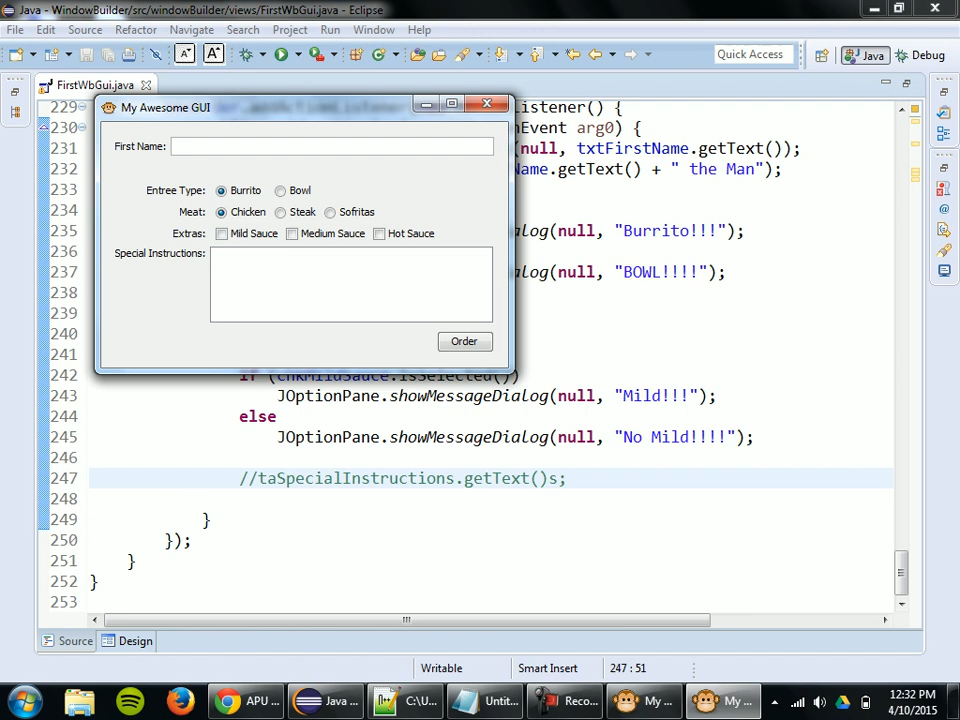 Java - WindowBuilder/src/windowBuilder/views/FirstWbGui.java - Eclipse
File Edit Source Refactor Navigate Search Project Run Window Help
Quick Access Java Debug
FirstWbGui.java
229 Listener() {
230 nEvent arg0) {
231 (null, txtFirstName.getText());
232 Name.getText() + " the Man");
233
234
235 alog(null, "Burrito!!!");
236
237 alog(null, "BOWL!!!!");
238
239
240
241
242 if (chkMildSauce.isSelected())
243 JOptionPane.showMessageDialog(null, "Mild!!!");
244 else
245 JOptionPane.showMessageDialog(null, "No Mild!!!!");
246
247 //taSpecialInstructions.getText()s;
248
249 }
250 });
251 }
252 }
253
My Awesome GUI
First Name:
Entree Type: Burrito Bowl
Meat: Chicken Steak Sofritas
Extras: Mild Sauce Medium Sauce Hot Sauce
Special Instructions:
Order
Source Design
Writable Smart Insert 247 : 51
APU ... Java ... C:\U... Untit... Reco... My ... My ...
12:32 PM
4/10/2015